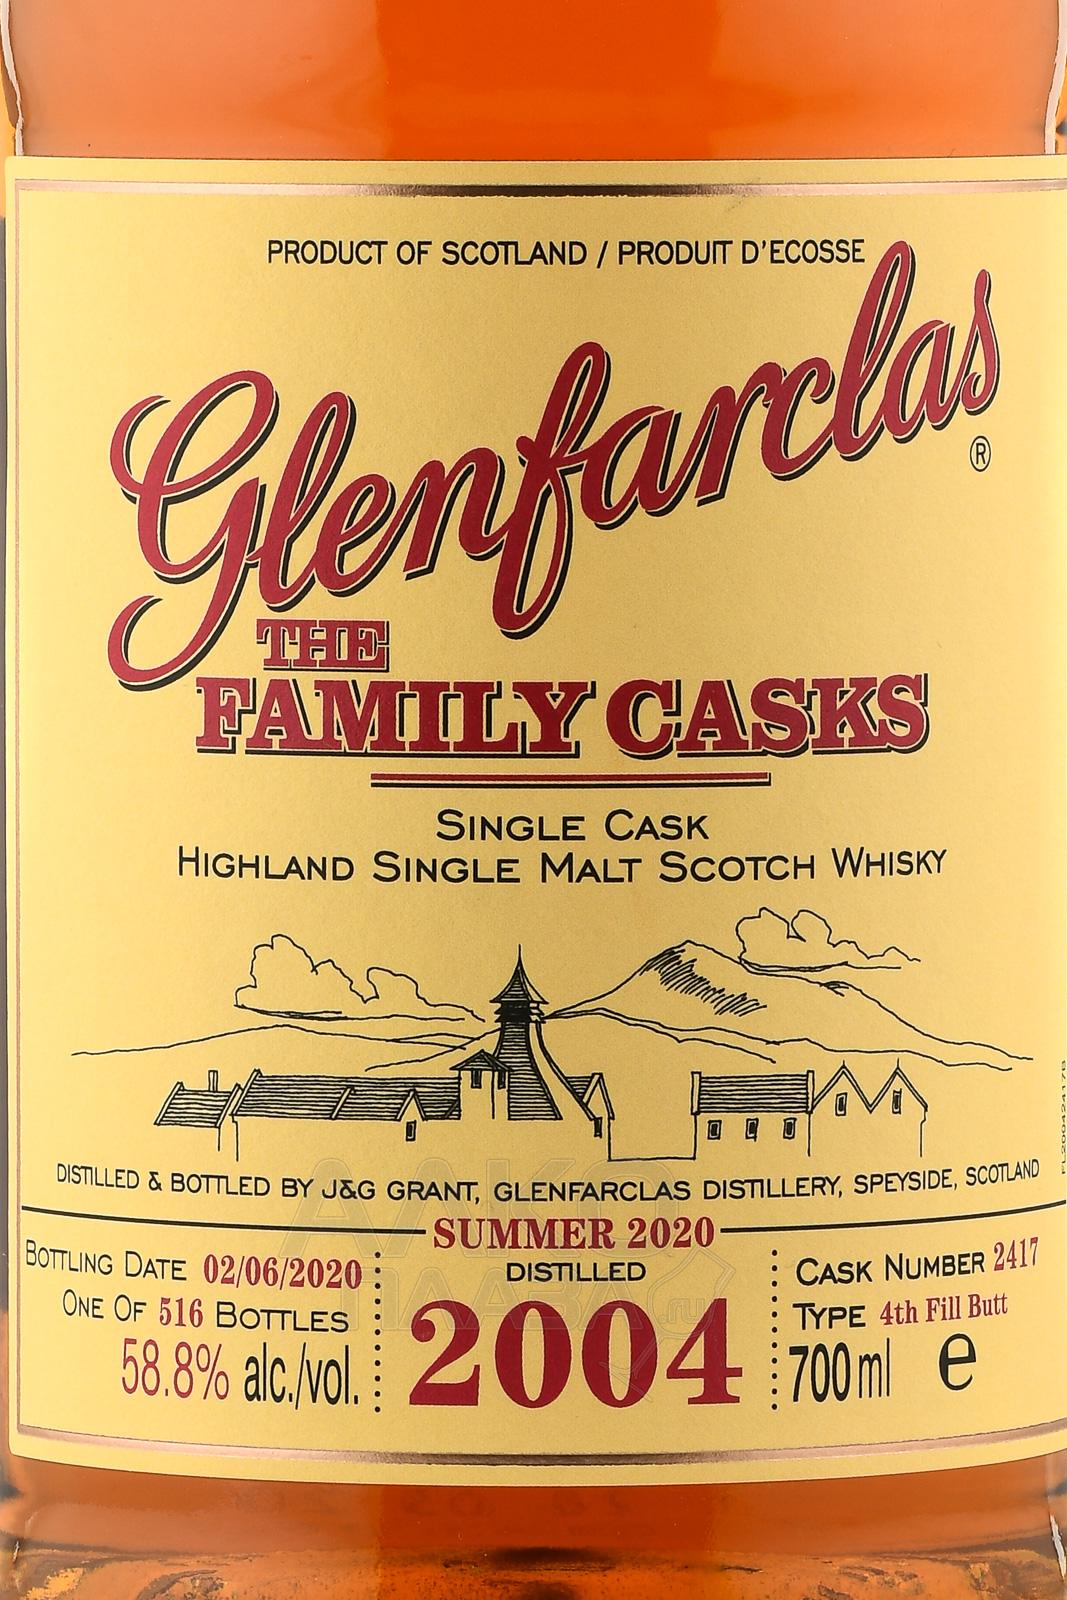 PRODUCT OF SCOTLAND / PRODUIT D'ECOSSE
Glenfarclas ®
THE
FAMILY CASKS
SINGLE CASK
HIGHLAND SINGLE MALT SCOTCH WHISKY
DISTILLED & BOTTLED BY J&G GRANT, GLENFARCLAS DISTILLERY, SPEYSIDE, SCOTLAND
SUMMER 2020
BOTTLING DATE 02/06/2020
ONE OF 516 BOTTLES
58.8% alc./vol.
DISTILLED
2004
CASK NUMBER 2417
TYPE 4th Fill Butt
700ml e